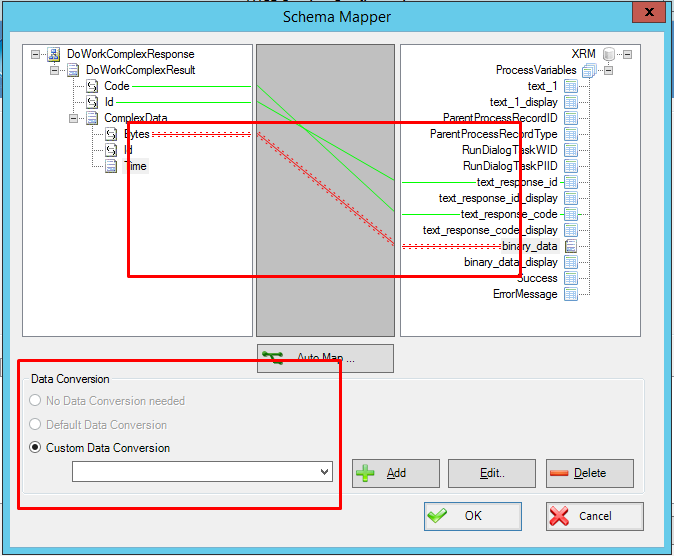 Schema Mapper
X
DoWorkComplexResponse
DoWorkComplexResult
Code
Id
ComplexData
Bytes
Id
Time
XRM
ProcessVariables
text_1
text_1_display
ParentProcessRecordID
ParentProcessRecordType
RunDialogTaskWID
RunDialogTaskPIID
text_response_id
text_response_id_display
text_response_code
text_response_code_display
binary_data
binary_data_display
Success
ErrorMessage
Auto Map ...
Data Conversion
No Data Conversion needed
Default Data Conversion
Custom Data Conversion
Add
Edit..
Delete
OK
Cancel